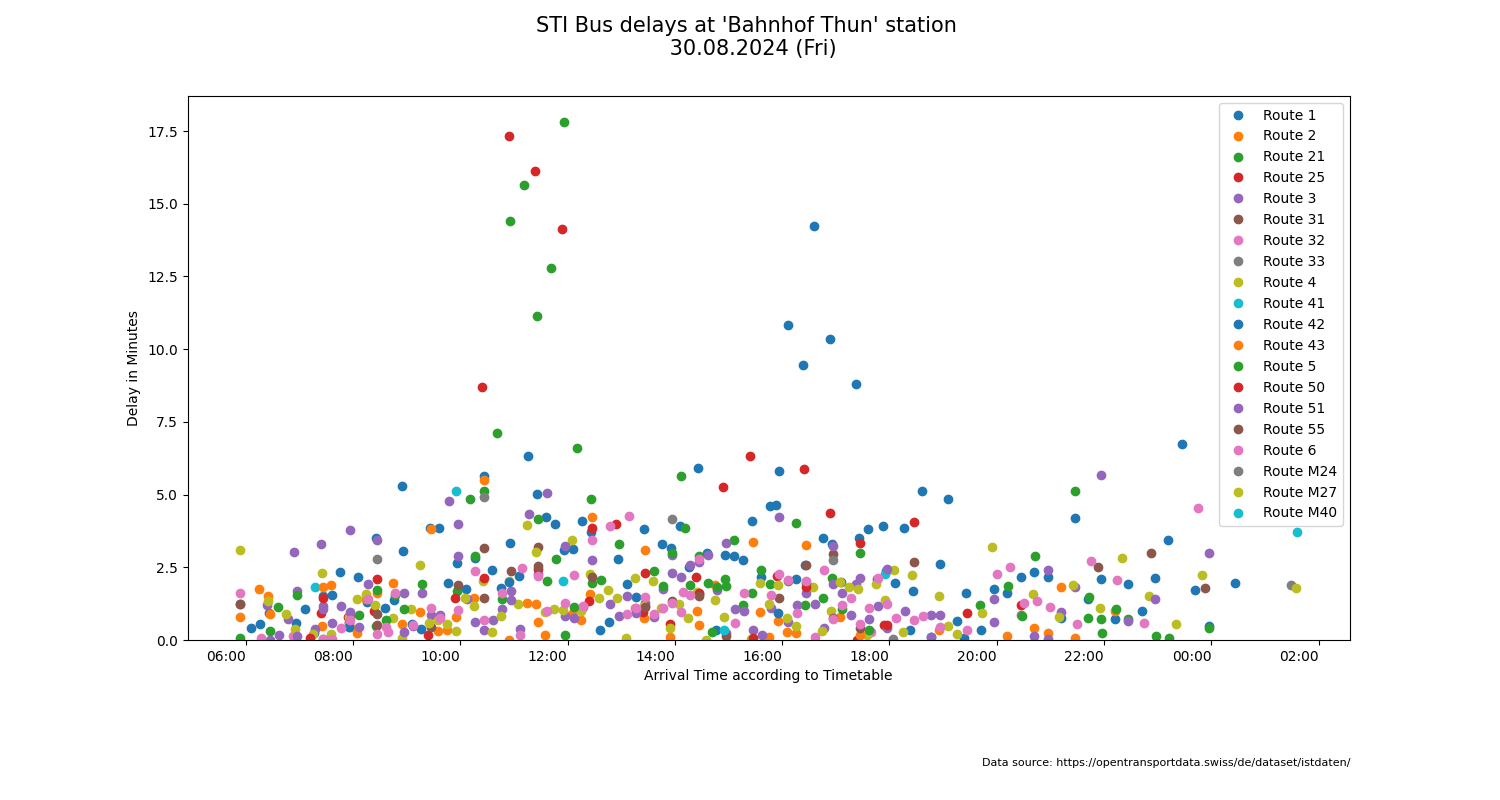 STI Bus delays at 'Bahnhof Thun' station
30.08.2024 (Fri)
17.5
15.0
12.5
10.0
7.5
5.0
2.5
0.0
Delay in Minutes
06:00 08:00 10:00 12:00 14:00 16:00 18:00 20:00 22:00 00:00 02:00
Arrival Time according to Timetable
Route 1
Route 2
Route 21
Route 25
Route 3
Route 31
Route 32
Route 33
Route 4
Route 41
Route 42
Route 43
Route 5
Route 50
Route 51
Route 55
Route 6
Route M24
Route M27
Route M40
Data source: https://opentransportdata.swiss/de/dataset/istdaten/